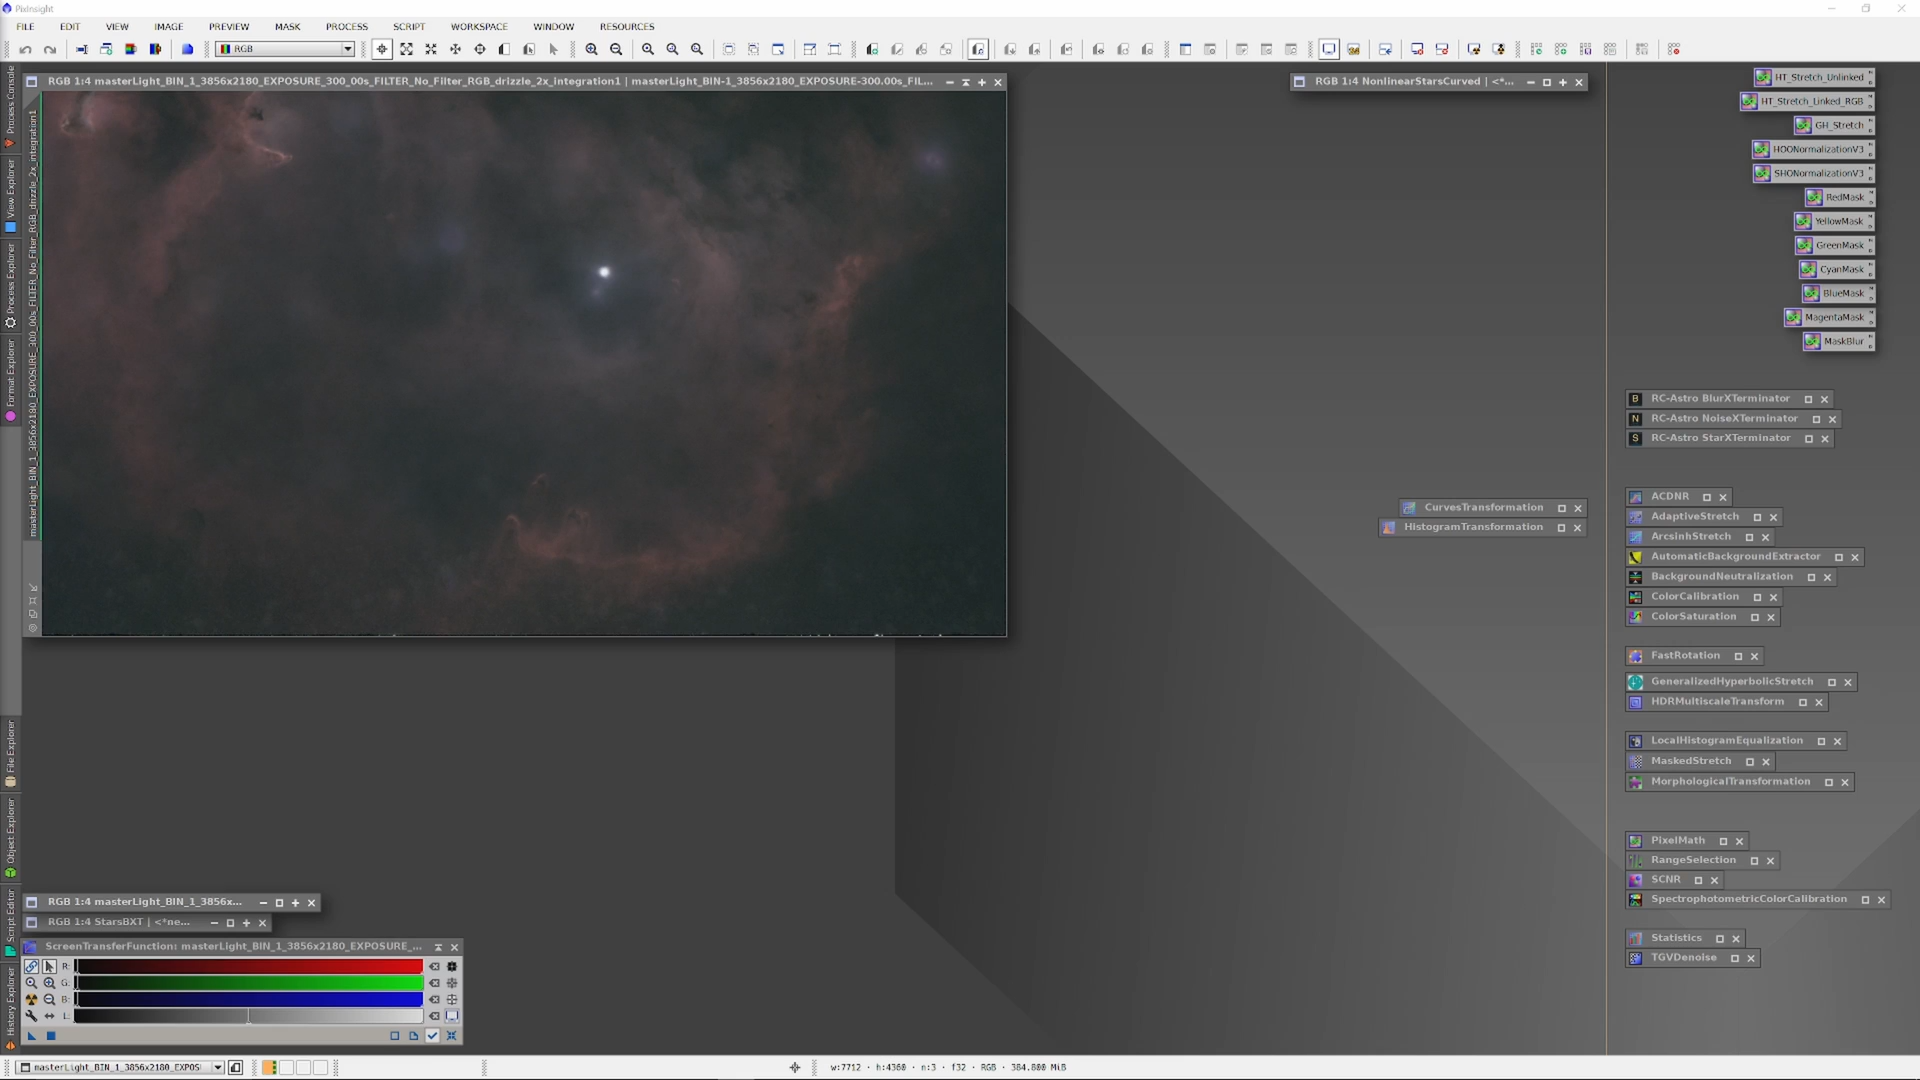 PixInsight
FILE EDIT VIEW IMAGE PREVIEW MASK PROCESS SCRIPT WORKSPACE WINDOW RESOURCES
RGB
RGB 1:4 masterLight_BIN_1_3856x2180_EXPOSURE_300_00s_FILTER_No_Filter_RGB_drizzle_2x_integration1 | masterLight_BIN-1_3856x2180_EXPOSURE-300.00s_FIL...
RGB 1:4 NonlinearStarsCurved | <*...
Process Console
View Explorer
Process Explorer
Format Explorer
File Explorer
Object Explorer
Script Editor
History Explorer
masterLight_BIN_1_3856x2180_EXPOSURE_300_00s_FILTER_No_Filter_RGB_drizzle_2x_integration1
HT_Stretch_Unlinked
HT_Stretch_Linked_RGB
GH_Stretch
HOONormalizationV3
SHONormalizationV3
RedMask
YellowMask
GreenMask
CyanMask
BlueMask
MagentaMask
MaskBlur
B RC-Astro BlurXTerminator
N RC-Astro NoiseXTerminator
S RC-Astro StarXTerminator
CurvesTransformation
HistogramTransformation
ACDNR
AdaptiveStretch
ArcsinhStretch
AutomaticBackgroundExtractor
BackgroundNeutralization
ColorCalibration
ColorSaturation
FastRotation
GeneralizedHyperbolicStretch
HDRMultiscaleTransform
LocalHistogramEqualization
MaskedStretch
MorphologicalTransformation
PixelMath
RangeSelection
SCNR
SpectrophotometricColorCalibration
Statistics
TGVDenoise
RGB 1:4 masterLight_BIN_1_3856x...
RGB 1:4 StarsBXT | <*ne...
ScreenTransferFunction: masterLight_BIN_1_3856x2180_EXPOSURE_...
R:
G:
B:
L:
masterLight_BIN_1_3856x2180_EXPOS
w:7712 · h:4360 · n:3 · f32 · RGB · 384.800 MiB